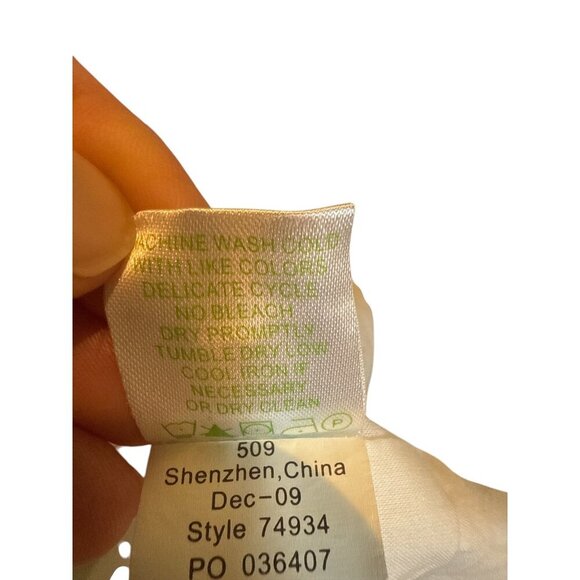 ACHINE WASH COLD
WITH LIKE COLORS
DELICATE CYCLE
NO BLEACH
DRY PROMPTLY
TUMBLE DRY LOW
COOL IRON IF
NECESSARY
OR DRY CLEAN
P
509
Shenzhen,China
Dec-09
Style 74934
PO 036407